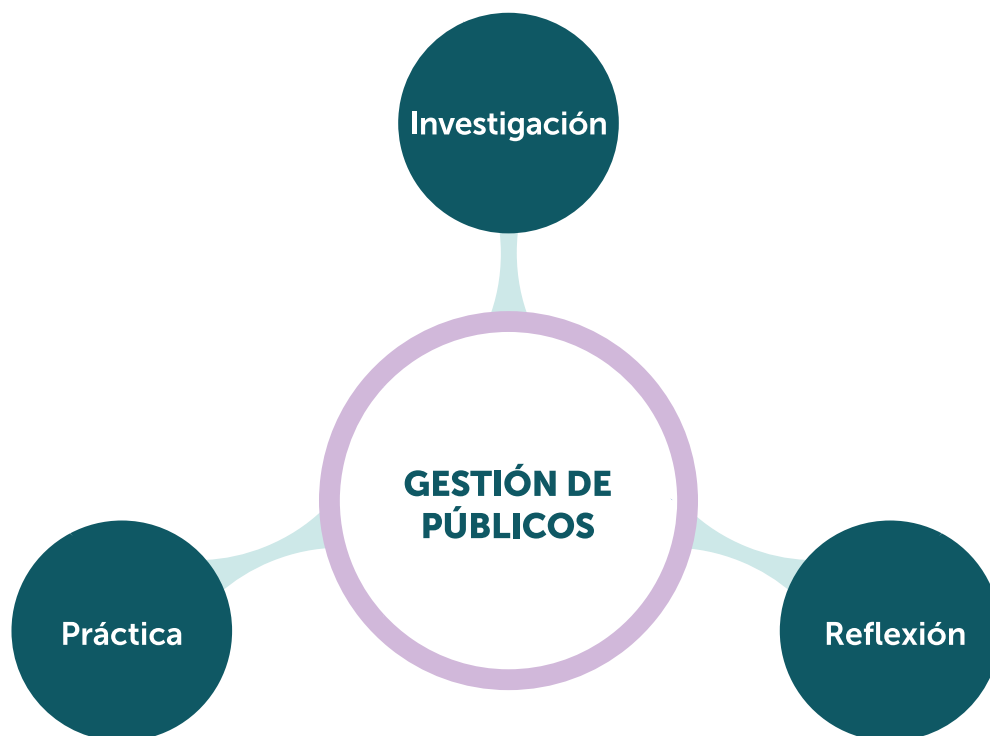 Investigación
GESTIÓN DE
PÚBLICOS
Práctica
Reflexión